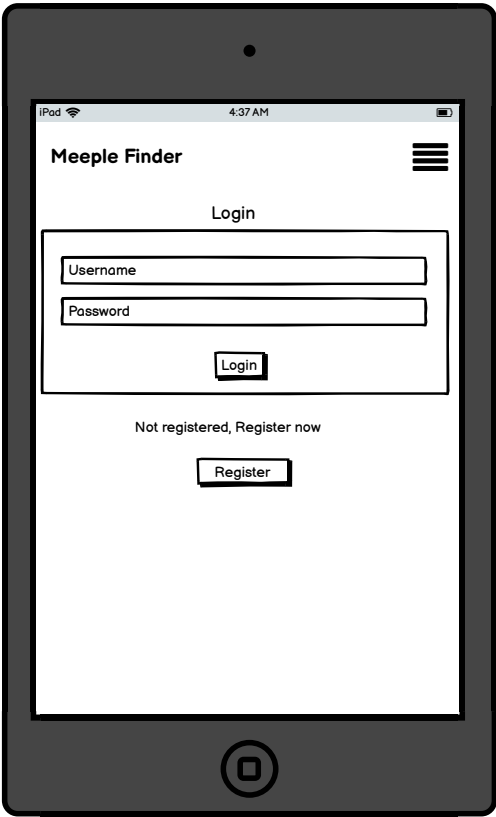 iPad 4:37 AM
Meeple Finder
Login
Username
Password
Login
Not registered, Register now
Register